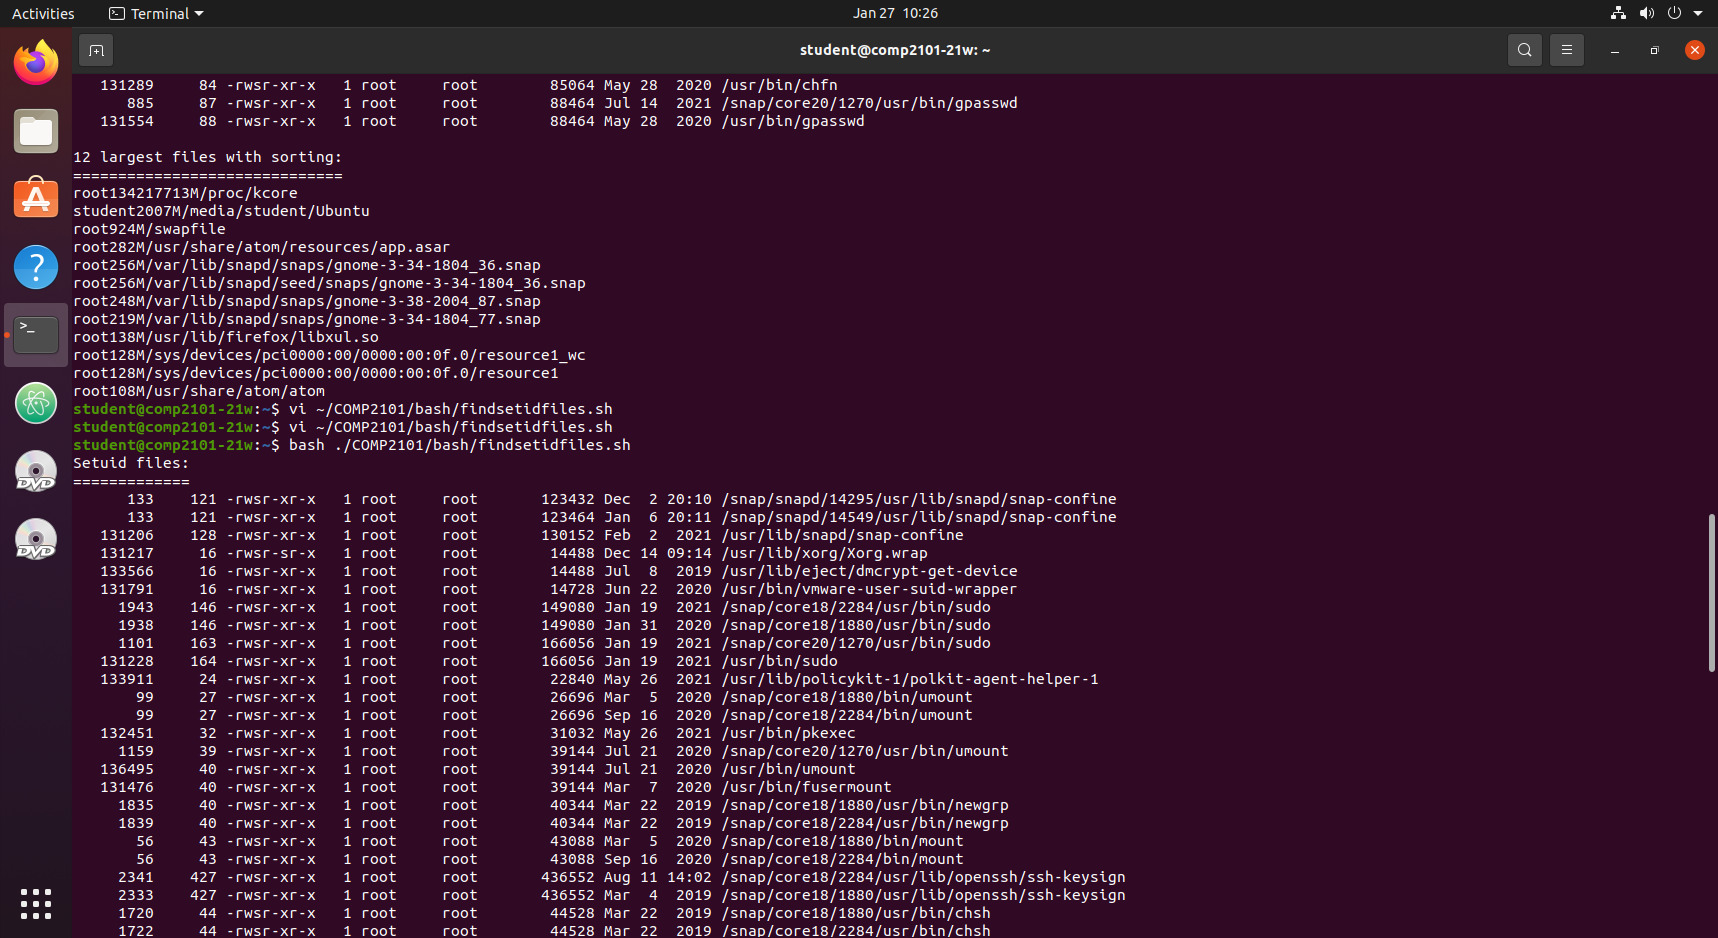 Activities Terminal Jan 27 10:26
student@comp2101-21w: ~
131289 84 -rwsr-xr-x 1 root root 85064 May 28 2020 /usr/bin/chfn
885 87 -rwsr-xr-x 1 root root 88464 Jul 14 2021 /snap/core20/1270/usr/bin/gpasswd
131554 88 -rwsr-xr-x 1 root root 88464 May 28 2020 /usr/bin/gpasswd
12 largest files with sorting:
==============================
root134217713M/proc/kcore
student2007M/media/student/Ubuntu
root924M/swapfile
root282M/usr/share/atom/resources/app.asar
root256M/var/lib/snapd/snaps/gnome-3-34-1804_36.snap
root256M/var/lib/snapd/seed/snaps/gnome-3-34-1804_36.snap
root248M/var/lib/snapd/snaps/gnome-3-38-2004_87.snap
root219M/var/lib/snapd/snaps/gnome-3-34-1804_77.snap
root138M/usr/lib/firefox/libxul.so
root128M/sys/devices/pci0000:00/0000:00:0f.0/resource1_wc
root128M/sys/devices/pci0000:00/0000:00:0f.0/resource1
root108M/usr/share/atom/atom
student@comp2101-21w:~$ vi ~/COMP2101/bash/findsetidfiles.sh
student@comp2101-21w:~$ vi ~/COMP2101/bash/findsetidfiles.sh
student@comp2101-21w:~$ bash ./COMP2101/bash/findsetidfiles.sh
Setuid files:
=============
133 121 -rwsr-xr-x 1 root root 123432 Dec 2 20:10 /snap/snapd/14295/usr/lib/snapd/snap-confine
133 121 -rwsr-xr-x 1 root root 123464 Jan 6 20:11 /snap/snapd/14549/usr/lib/snapd/snap-confine
131206 128 -rwsr-xr-x 1 root root 130152 Feb 2 2021 /usr/lib/snapd/snap-confine
131217 16 -rwsr-sr-x 1 root root 14488 Dec 14 09:14 /usr/lib/xorg/Xorg.wrap
133566 16 -rwsr-xr-x 1 root root 14488 Jul 8 2019 /usr/lib/eject/dmcrypt-get-device
131791 16 -rwsr-xr-x 1 root root 14728 Jun 22 2020 /usr/bin/vmware-user-suid-wrapper
1943 146 -rwsr-xr-x 1 root root 149080 Jan 19 2021 /snap/core18/2284/usr/bin/sudo
1938 146 -rwsr-xr-x 1 root root 149080 Jan 31 2020 /snap/core18/1880/usr/bin/sudo
1101 163 -rwsr-xr-x 1 root root 166056 Jan 19 2021 /snap/core20/1270/usr/bin/sudo
131228 164 -rwsr-xr-x 1 root root 166056 Jan 19 2021 /usr/bin/sudo
133911 24 -rwsr-xr-x 1 root root 22840 May 26 2021 /usr/lib/policykit-1/polkit-agent-helper-1
99 27 -rwsr-xr-x 1 root root 26696 Mar 5 2020 /snap/core18/1880/bin/umount
99 27 -rwsr-xr-x 1 root root 26696 Sep 16 2020 /snap/core18/2284/bin/umount
132451 32 -rwsr-xr-x 1 root root 31032 May 26 2021 /usr/bin/pkexec
1159 39 -rwsr-xr-x 1 root root 39144 Jul 21 2020 /snap/core20/1270/usr/bin/umount
136495 40 -rwsr-xr-x 1 root root 39144 Jul 21 2020 /usr/bin/umount
131476 40 -rwsr-xr-x 1 root root 39144 Mar 7 2020 /usr/bin/fusermount
1835 40 -rwsr-xr-x 1 root root 40344 Mar 22 2019 /snap/core18/1880/usr/bin/newgrp
1839 40 -rwsr-xr-x 1 root root 40344 Mar 22 2019 /snap/core18/2284/usr/bin/newgrp
56 43 -rwsr-xr-x 1 root root 43088 Mar 5 2020 /snap/core18/1880/bin/mount
56 43 -rwsr-xr-x 1 root root 43088 Sep 16 2020 /snap/core18/2284/bin/mount
2341 427 -rwsr-xr-x 1 root root 436552 Aug 11 14:02 /snap/core18/2284/usr/lib/openssh/ssh-keysign
2333 427 -rwsr-xr-x 1 root root 436552 Mar 4 2019 /snap/core18/1880/usr/lib/openssh/ssh-keysign
1720 44 -rwsr-xr-x 1 root root 44528 Mar 22 2019 /snap/core18/1880/usr/bin/chsh
1722 44 -rwsr-xr-x 1 root root 44528 Mar 22 2019 /snap/core18/2284/usr/bin/chsh
DVD
DVD